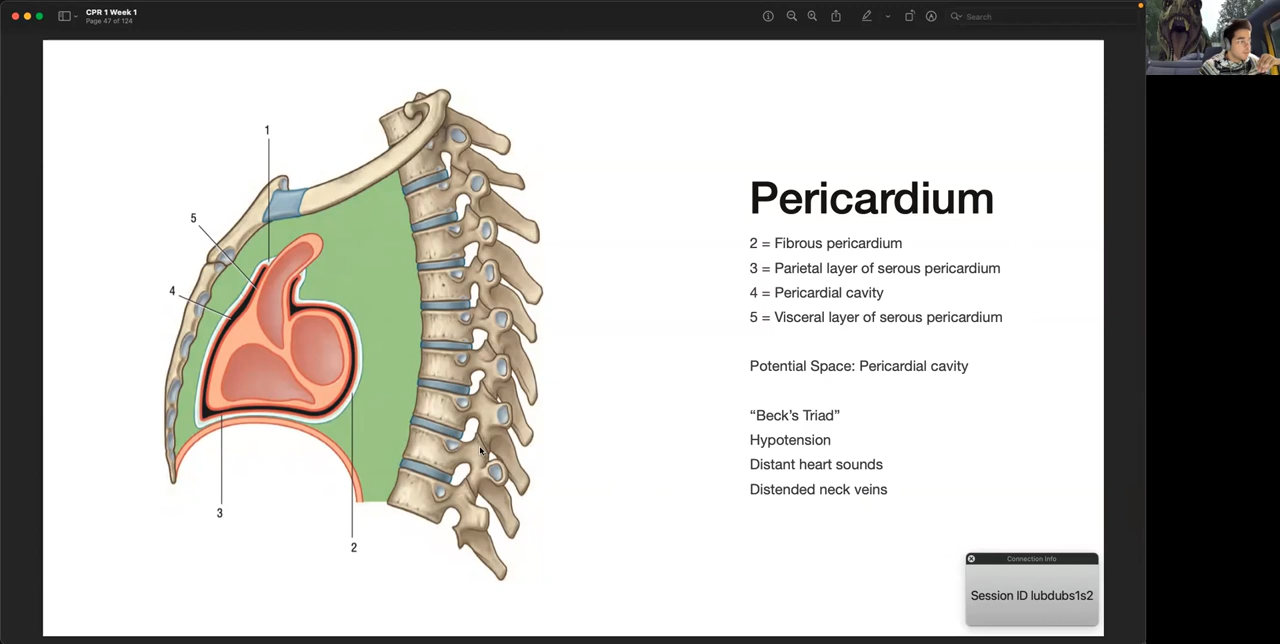 CPR 1 Week 1
Page 47 of 124
Search
1
5
4
3
2
Pericardium
2 = Fibrous pericardium
3 = Parietal layer of serous pericardium
4 = Pericardial cavity
5 = Visceral layer of serous pericardium
Potential Space: Pericardial cavity
“Beck’s Triad”
Hypotension
Distant heart sounds
Distended neck veins
Connection Info
Session ID lubdubs1s2